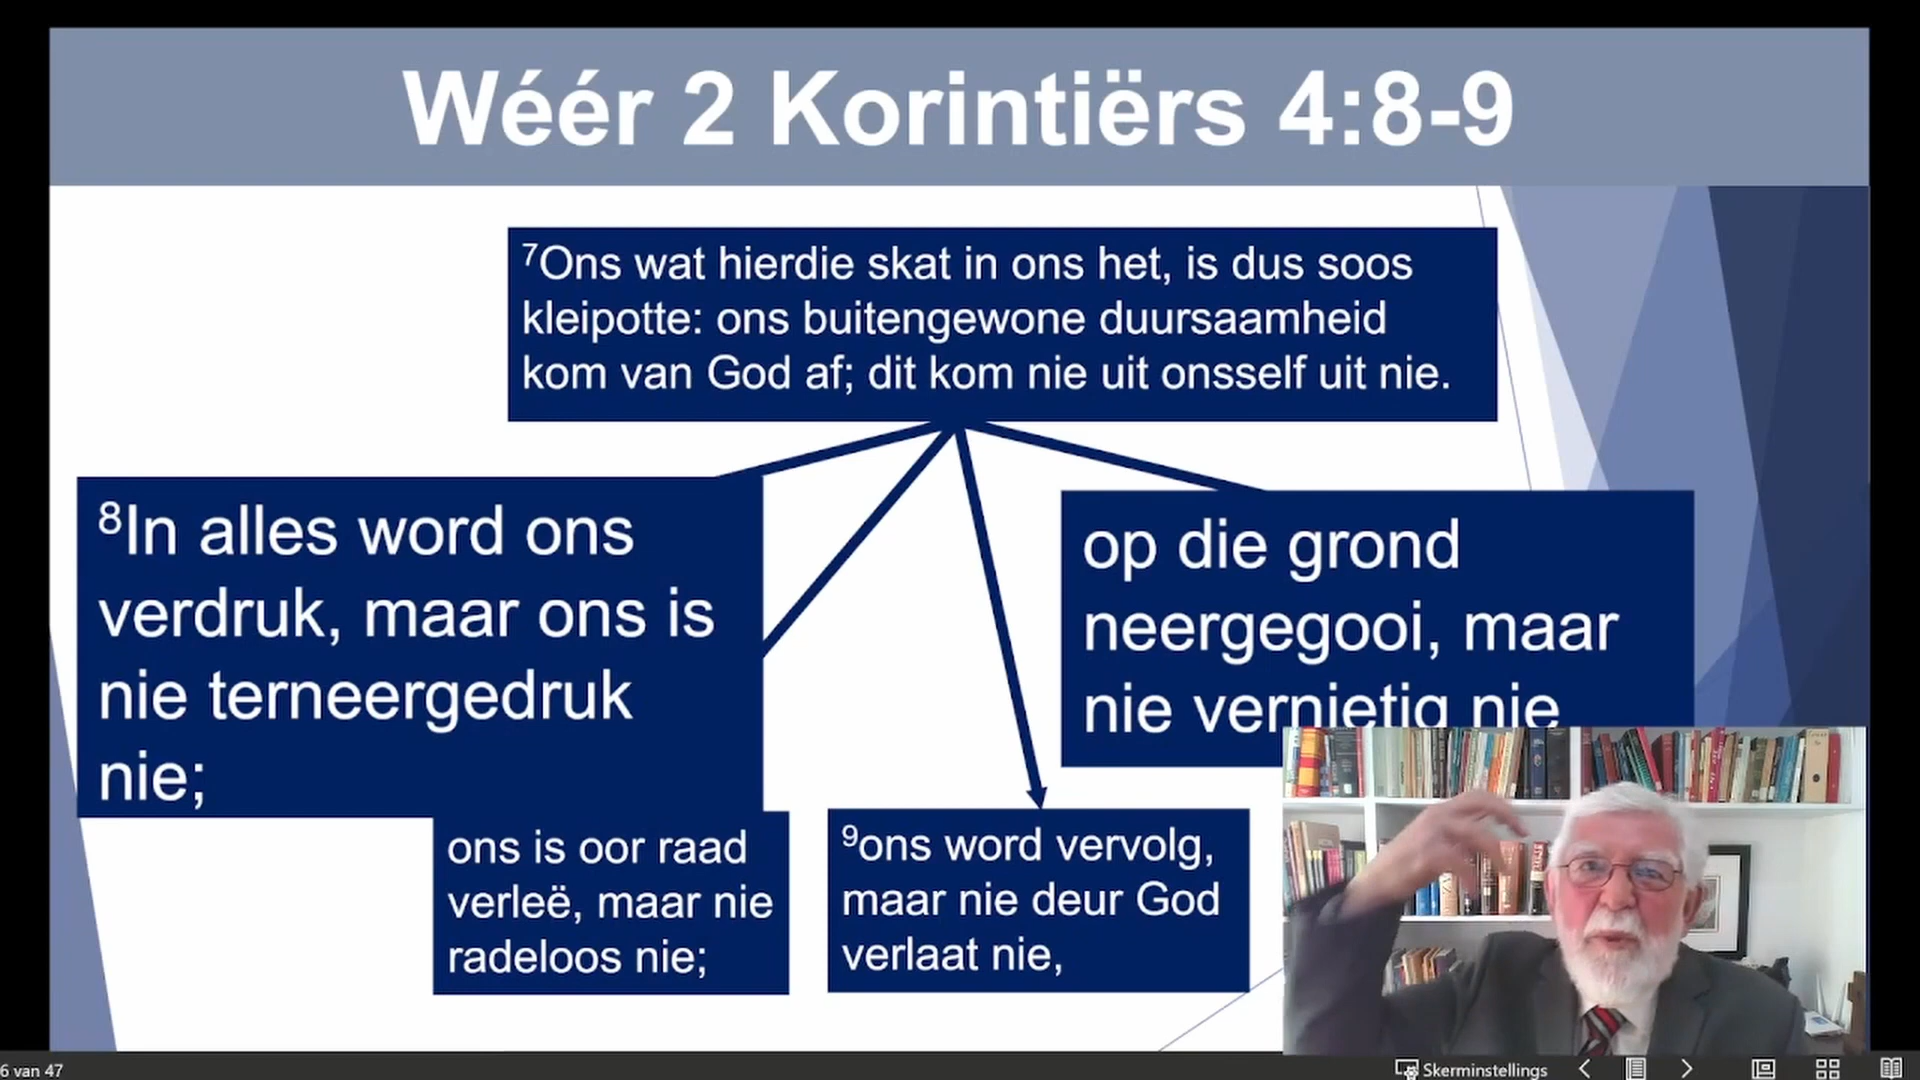 Wéér 2 Korintiërs 4:8-9
⁷Ons wat hierdie skat in ons het, is dus soos
kleipotte: ons buitengewone duursaamheid
kom van God af; dit kom nie uit onsself uit nie.
⁸In alles word ons
verdruk, maar ons is
nie terneergedruk
nie;
ons is oor raad
verleë, maar nie
radeloos nie;
⁹ons word vervolg,
maar nie deur God
verlaat nie,
op die grond
neergegooi, maar
nie vernietig nie
6 van 47
Skerminstellings